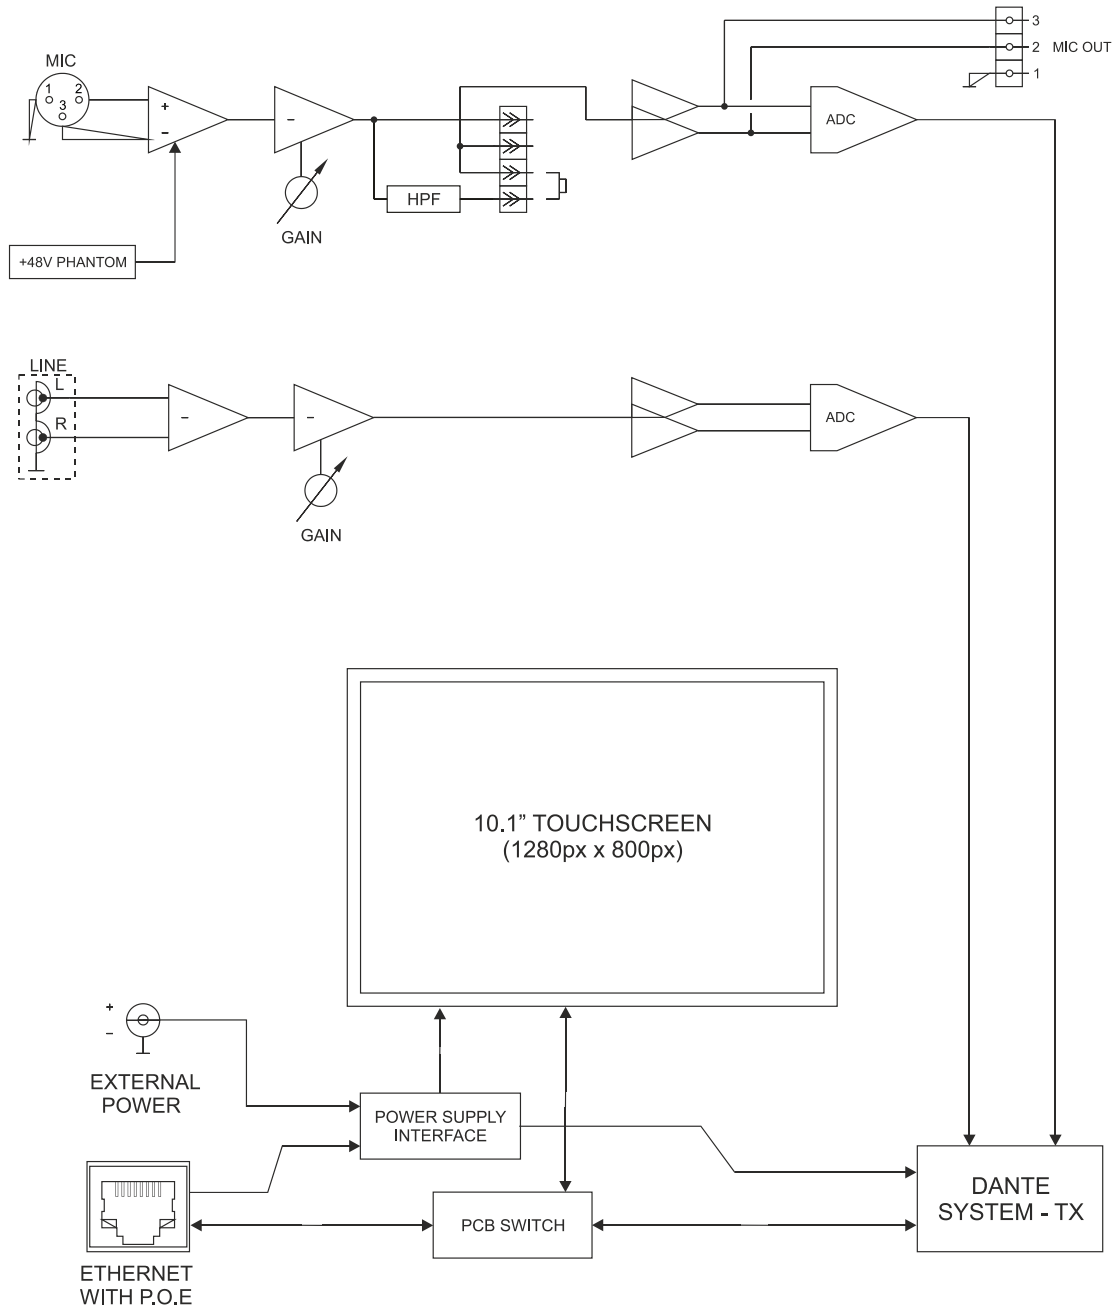 3
2 MIC OUT
1
MIC
1 2
3
+
−
−
ADC
HPF
GAIN
+48V PHANTOM
LINE
L
R
−
−
ADC
GAIN
10.1” TOUCHSCREEN
(1280px x 800px)
+
−
EXTERNAL
POWER
POWER SUPPLY
INTERFACE
DANTE
SYSTEM - TX
PCB SWITCH
ETHERNET
WITH P.O.E